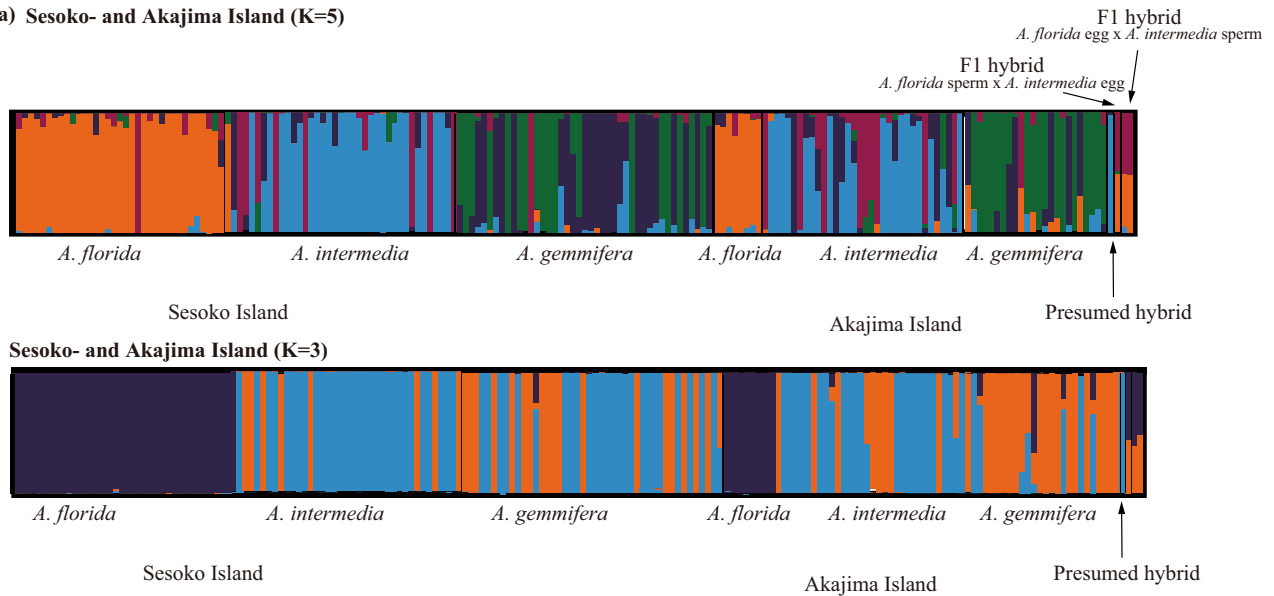 a) Sesoko- and Akajima Island (K=5)
F1 hybrid
A. florida egg x A. intermedia sperm
F1 hybrid
A. florida sperm x A. intermedia egg
A. florida A. intermedia A. gemmifera A. florida A. intermedia A. gemmifera
Sesoko Island Akajima Island Presumed hybrid
Sesoko- and Akajima Island (K=3)
A. florida A. intermedia A. gemmifera A. florida A. intermedia A. gemmifera
Sesoko Island Akajima Island Presumed hybrid